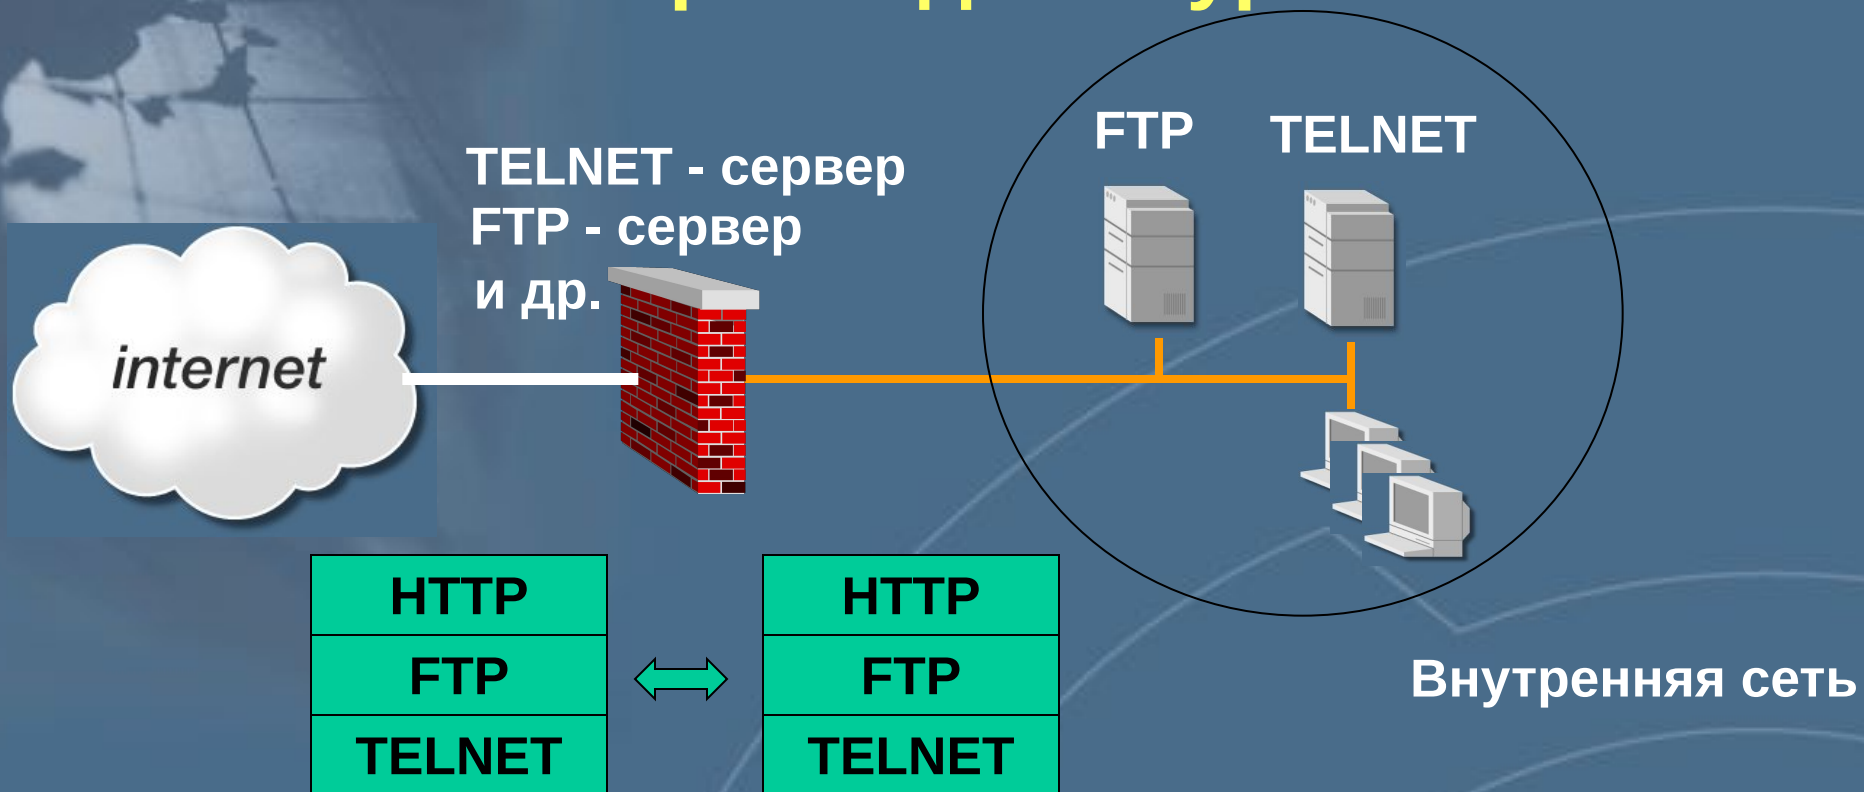 FTP TELNET
TELNET - сервер
FTP - сервер
и др.
internet
HTTP HTTP
FTP FTP
TELNET TELNET
Внутренняя сеть